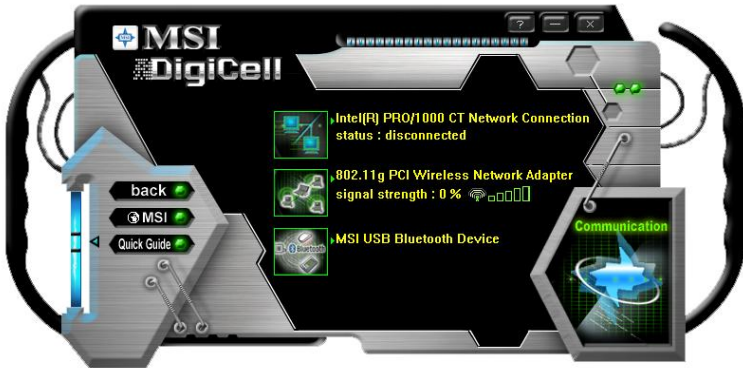 MSI
DigiCell
Intel(R) PRO/1000 CT Network Connection
status : disconnected
802.11g PCI Wireless Network Adapter
signal strength : 0 %
MSI USB Bluetooth Device
Bluetooth
back
MSI
Quick Guide
Communication